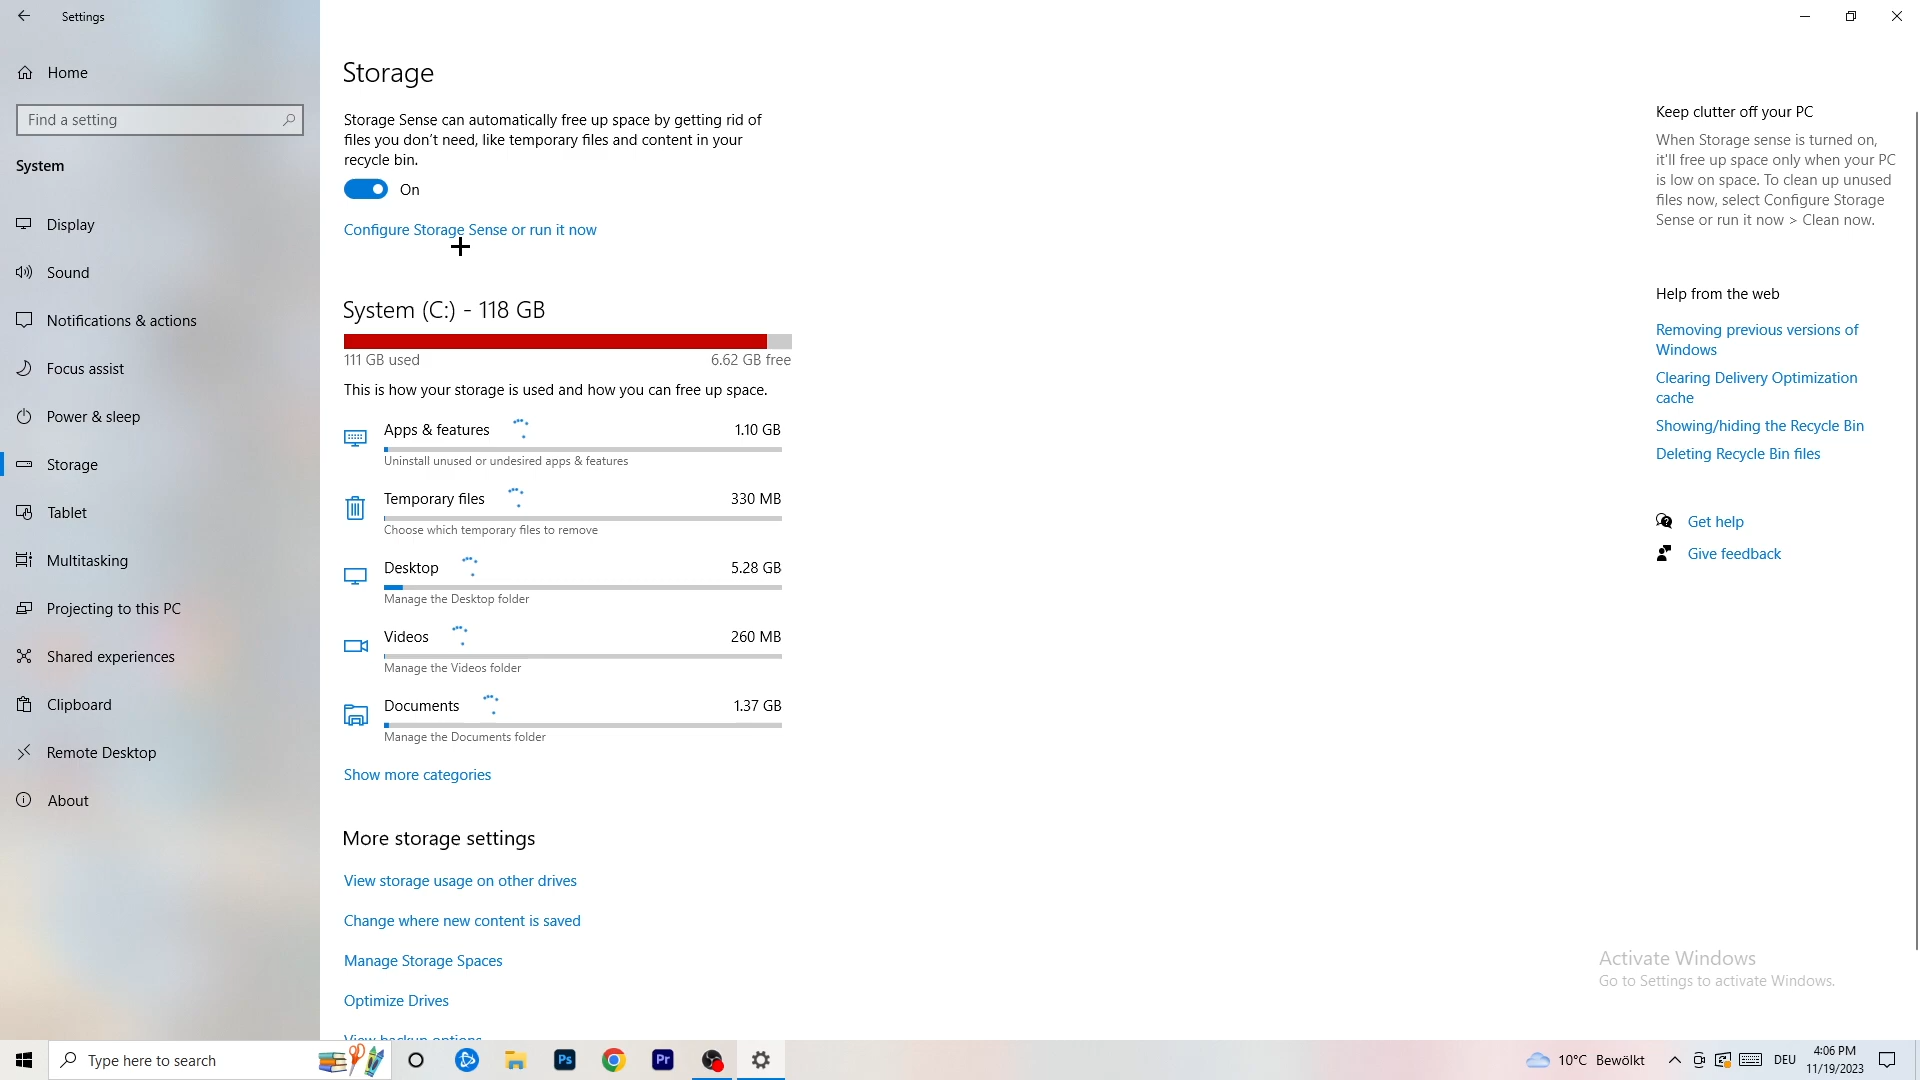 Settings
Home
Find a setting
System
Display
Sound
Notifications & actions
Focus assist
Power & sleep
Storage
Tablet
Multitasking
Projecting to this PC
Shared experiences
Clipboard
Remote Desktop
About
Storage
Storage Sense can automatically free up space by getting rid of
files you don't need, like temporary files and content in your
recycle bin.
On
Configure Storage Sense or run it now
System (C:) - 118 GB
111 GB used
6.62 GB free
This is how your storage is used and how you can free up space.
Apps & features
1.10 GB
Uninstall unused or undesired apps & features
Temporary files
330 MB
Choose which temporary files to remove
Desktop
5.28 GB
Manage the Desktop folder
Videos
260 MB
Manage the Videos folder
Documents
1.37 GB
Manage the Documents folder
Show more categories
More storage settings
View storage usage on other drives
Change where new content is saved
Manage Storage Spaces
Optimize Drives
View backup options
Keep clutter off your PC
When Storage sense is turned on,
it'll free up space only when your PC
is low on space. To clean up unused
files now, select Configure Storage
Sense or run it now > Clean now.
Help from the web
Removing previous versions of
Windows
Clearing Delivery Optimization
cache
Showing/hiding the Recycle Bin
Deleting Recycle Bin files
Get help
Give feedback
Activate Windows
Go to Settings to activate Windows.
Type here to search
Ps
Pr
10°C Bewölkt
DEU
4:06 PM
11/19/2023